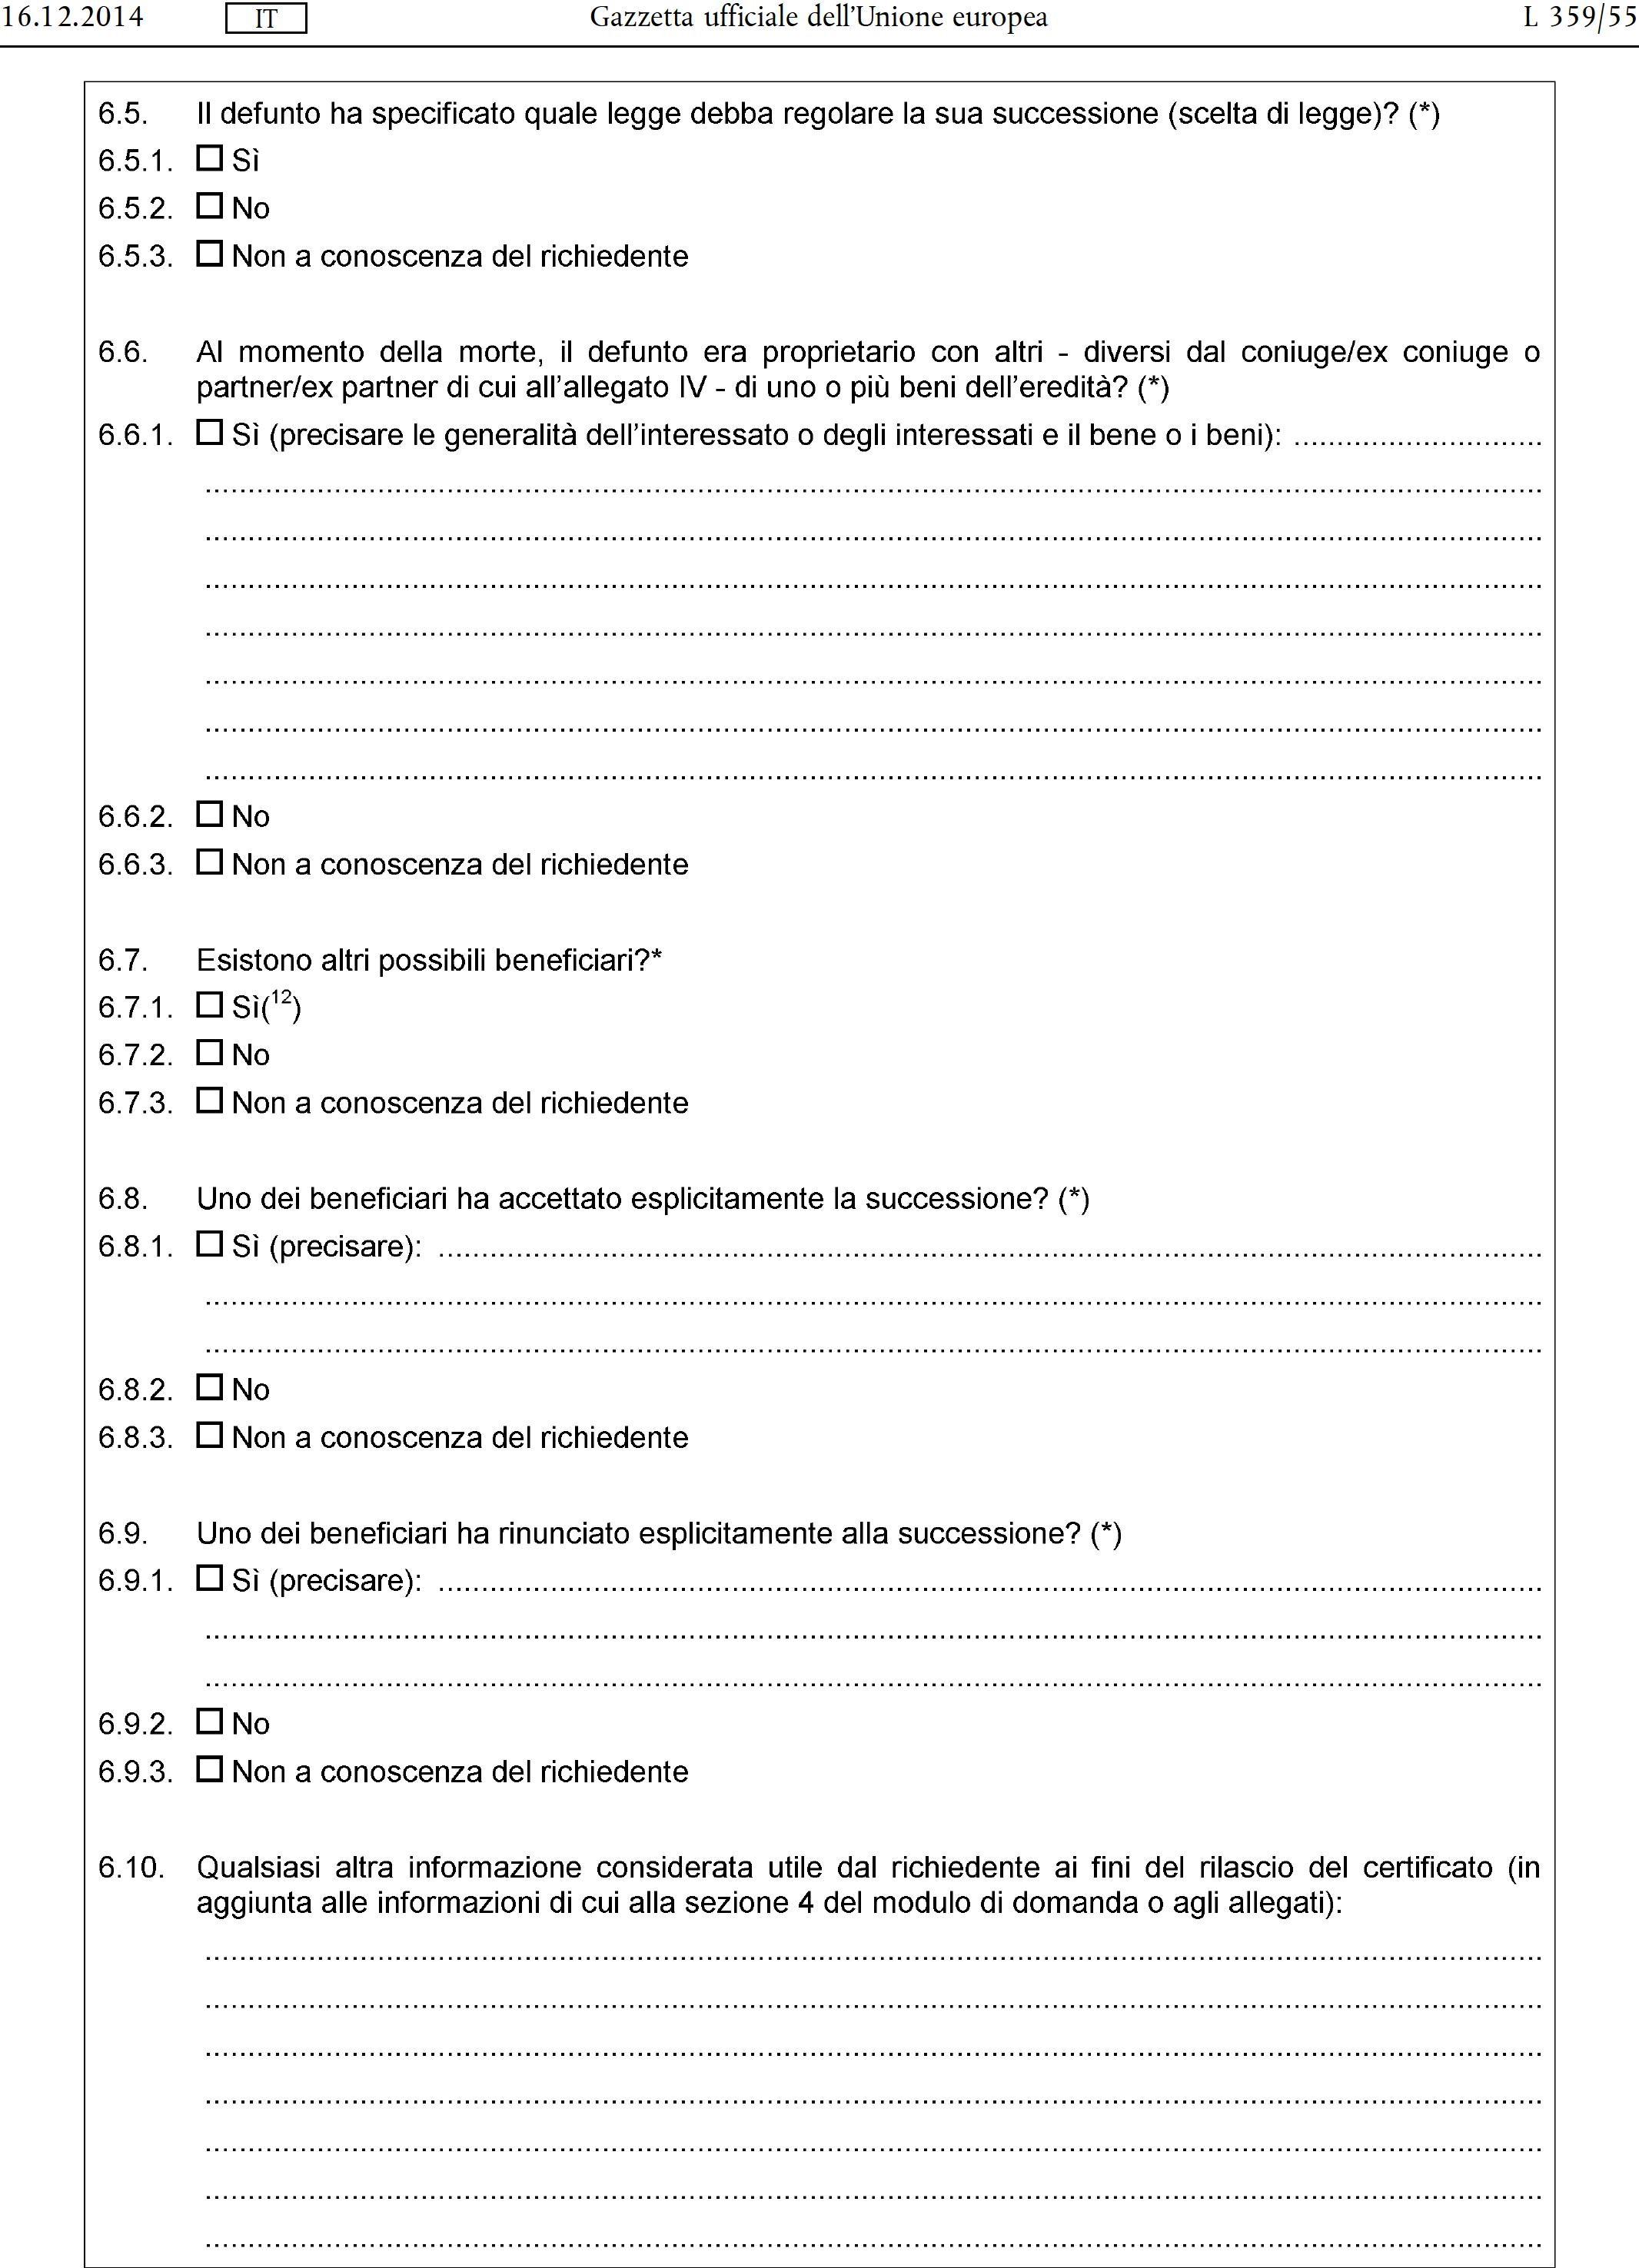 16.12.2014 IT Gazzetta ufficiale dell'Unione europea L 359/55
6.5. Il defunto ha specificato quale legge debba regolare la sua successione (scelta di legge)? (*)
6.5.1. ☐ Sì
6.5.2. ☐ No
6.5.3. ☐ Non a conoscenza del richiedente
6.6. Al momento della morte, il defunto era proprietario con altri - diversi dal coniuge/ex coniuge o
partner/ex partner di cui all'allegato IV - di uno o più beni dell'eredità? (*)
6.6.1. ☐ Sì (precisare le generalità dell'interessato o degli interessati e il bene o i beni): .............................
6.6.2. ☐ No
6.6.3. ☐ Non a conoscenza del richiedente
6.7. Esistono altri possibili beneficiari?*
6.7.1. ☐ Sì(12)
6.7.2. ☐ No
6.7.3. ☐ Non a conoscenza del richiedente
6.8. Uno dei beneficiari ha accettato esplicitamente la successione? (*)
6.8.1. ☐ Sì (precisare): .............................
6.8.2. ☐ No
6.8.3. ☐ Non a conoscenza del richiedente
6.9. Uno dei beneficiari ha rinunciato esplicitamente alla successione? (*)
6.9.1. ☐ Sì (precisare): .............................
6.9.2. ☐ No
6.9.3. ☐ Non a conoscenza del richiedente
6.10. Qualsiasi altra informazione considerata utile dal richiedente ai fini del rilascio del certificato (in
aggiunta alle informazioni di cui alla sezione 4 del modulo di domanda o agli allegati):